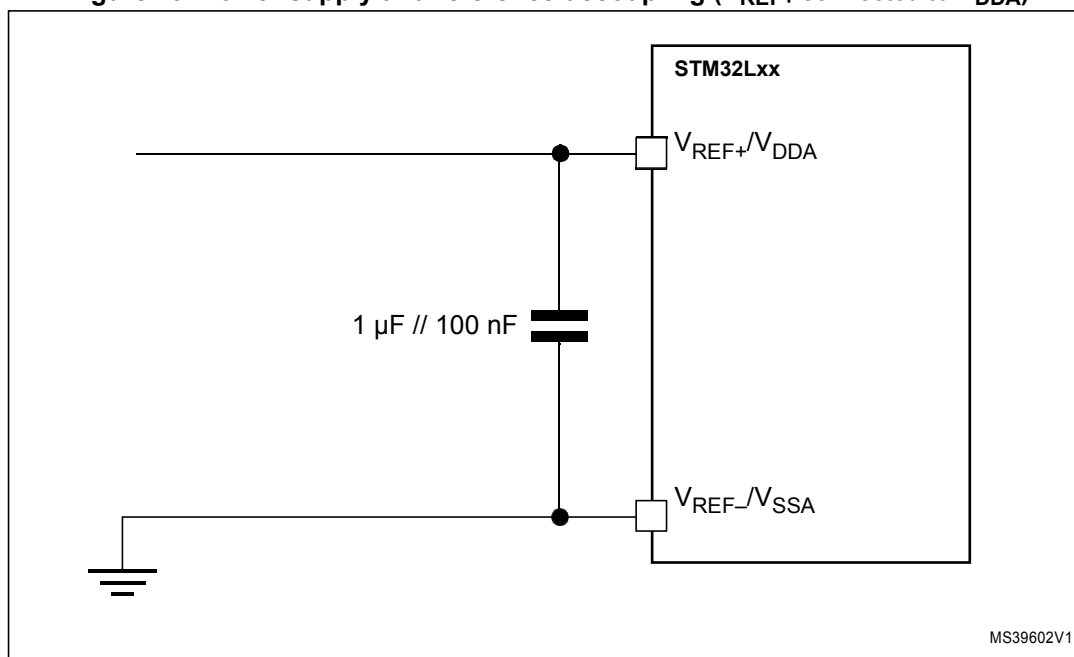 STM32Lxx
VREF+/VDDA
1 µF // 100 nF
VREF–/VSSA
MS39602V1